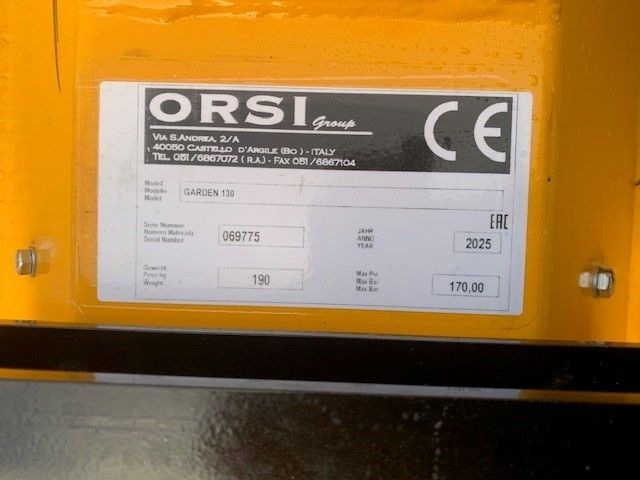 ORSI Group
CE
VIA S.ANDREA, 2/A
40050 CASTELLO D'ARGILE (BO) - ITALY
TEL. 051/6867072 (R.A.) - FAX 051/6867104
Modell
Modello
Model
GARDEN 130
EAC
Serie Nummer
Numero Matricola
Serial Number
069775
JAHR
ANNO
YEAR
2025
Gewicht
Peso kg
Weight
190
Max Psi
Max Bar
Max Bar
170,00